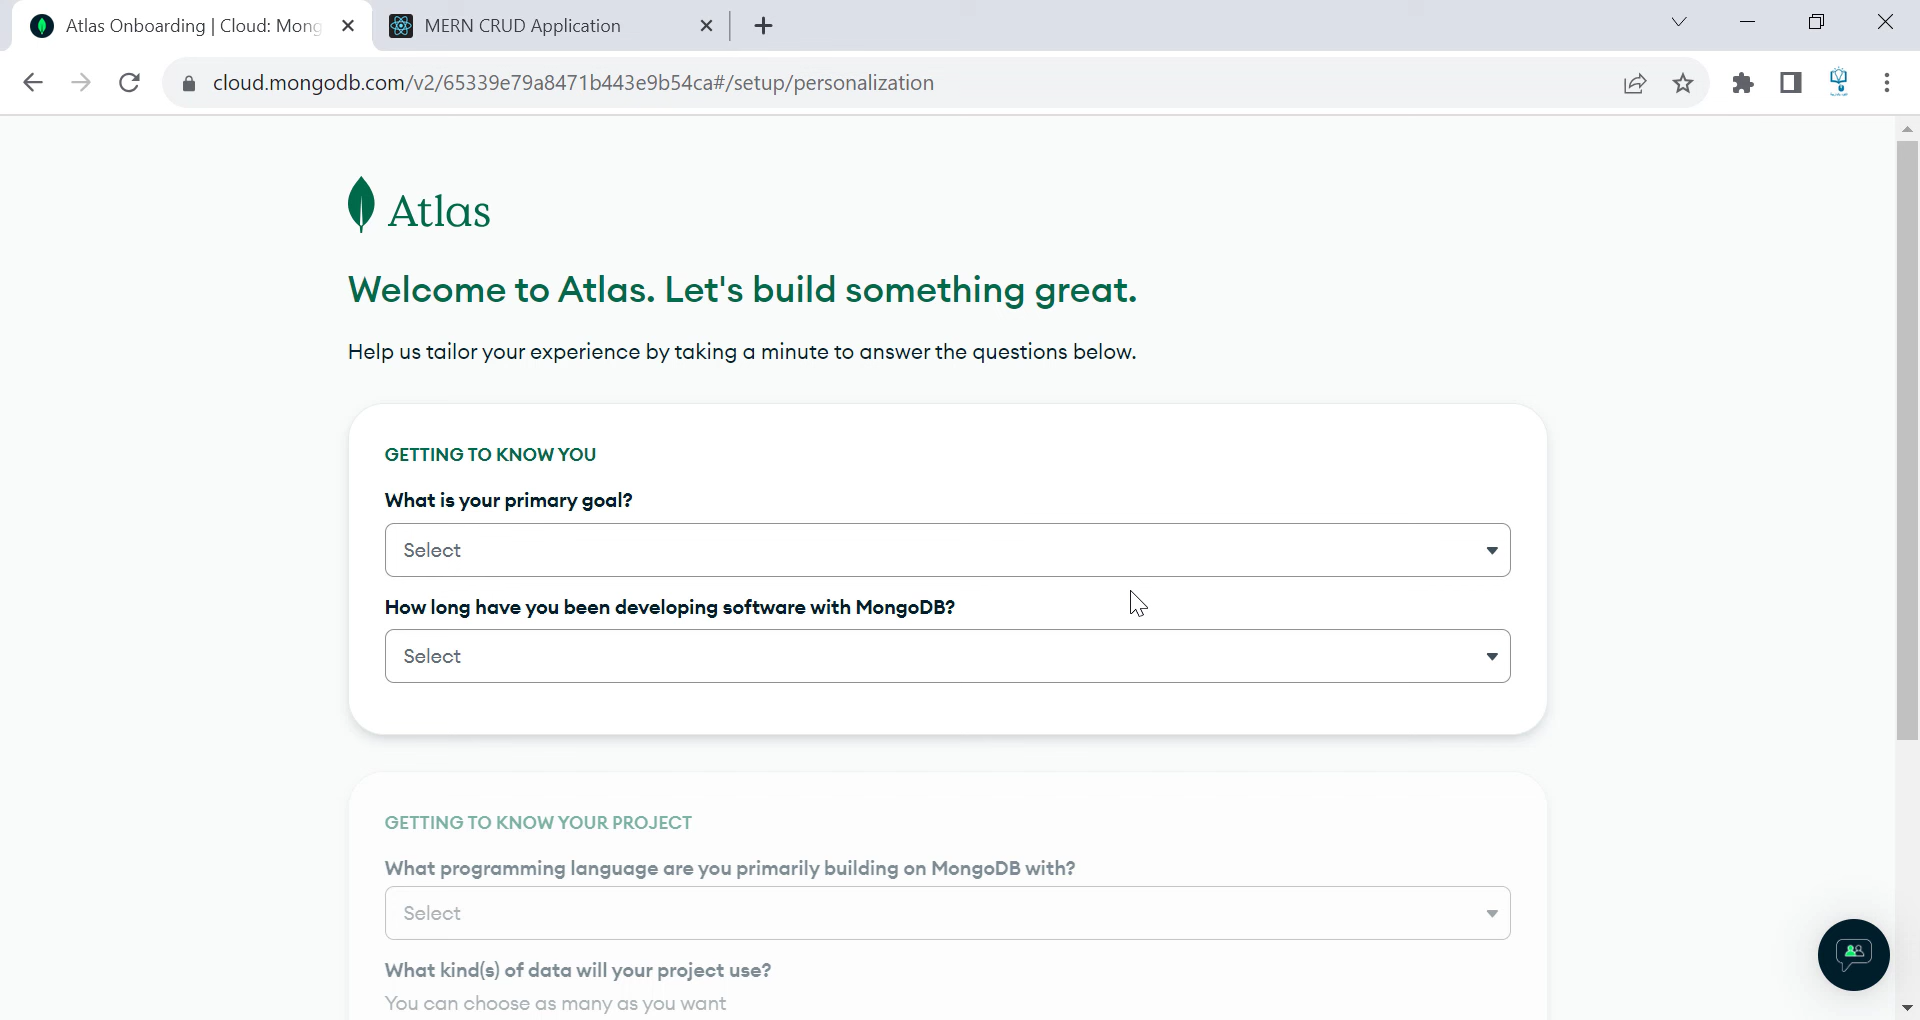 Atlas Onboarding | Cloud: Mong
MERN CRUD Application
cloud.mongodb.com/v2/65339e79a8471b443e9b54ca#/setup/personalization
Atlas
Welcome to Atlas. Let's build something great.
Help us tailor your experience by taking a minute to answer the questions below.
GETTING TO KNOW YOU
What is your primary goal?
Select
How long have you been developing software with MongoDB?
Select
GETTING TO KNOW YOUR PROJECT
What programming language are you primarily building on MongoDB with?
Select
What kind(s) of data will your project use?
You can choose as many as you want